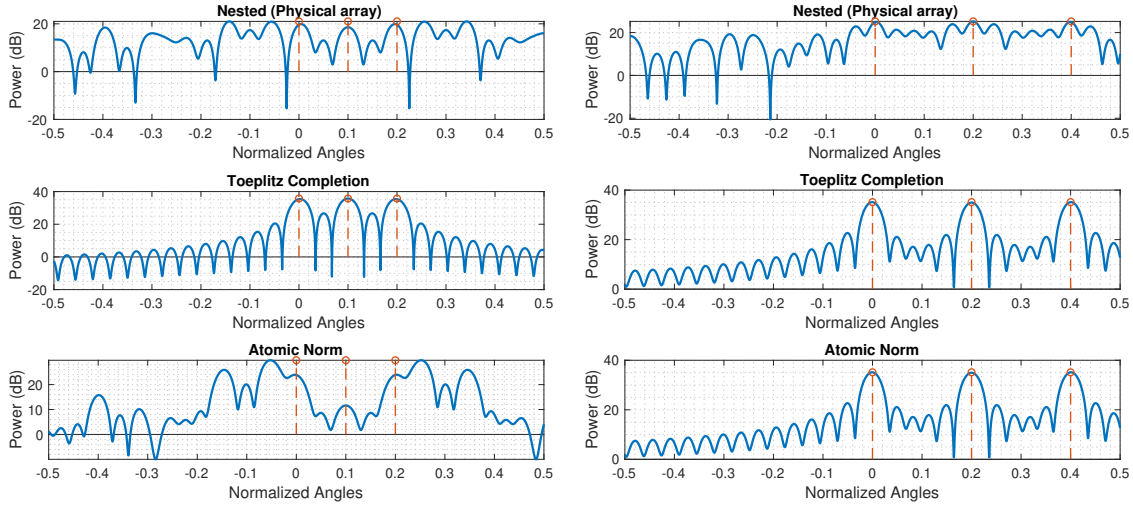 Nested (Physical array)
Power (dB)
20
0
-20
-0.5 -0.4 -0.3 -0.2 -0.1 0 0.1 0.2 0.3 0.4 0.5
Normalized Angles
Toeplitz Completion
Power (dB)
40
20
0
-20
-0.5 -0.4 -0.3 -0.2 -0.1 0 0.1 0.2 0.3 0.4 0.5
Normalized Angles
Atomic Norm
Power (dB)
20
10
0
-0.5 -0.4 -0.3 -0.2 -0.1 0 0.1 0.2 0.3 0.4 0.5
Normalized Angles
Nested (Physical array)
Power (dB)
20
0
-20
-0.5 -0.4 -0.3 -0.2 -0.1 0 0.1 0.2 0.3 0.4 0.5
Normalized Angles
Toeplitz Completion
Power (dB)
40
20
0
-0.5 -0.4 -0.3 -0.2 -0.1 0 0.1 0.2 0.3 0.4 0.5
Normalized Angles
Atomic Norm
Power (dB)
40
20
0
-0.5 -0.4 -0.3 -0.2 -0.1 0 0.1 0.2 0.3 0.4 0.5
Normalized Angles